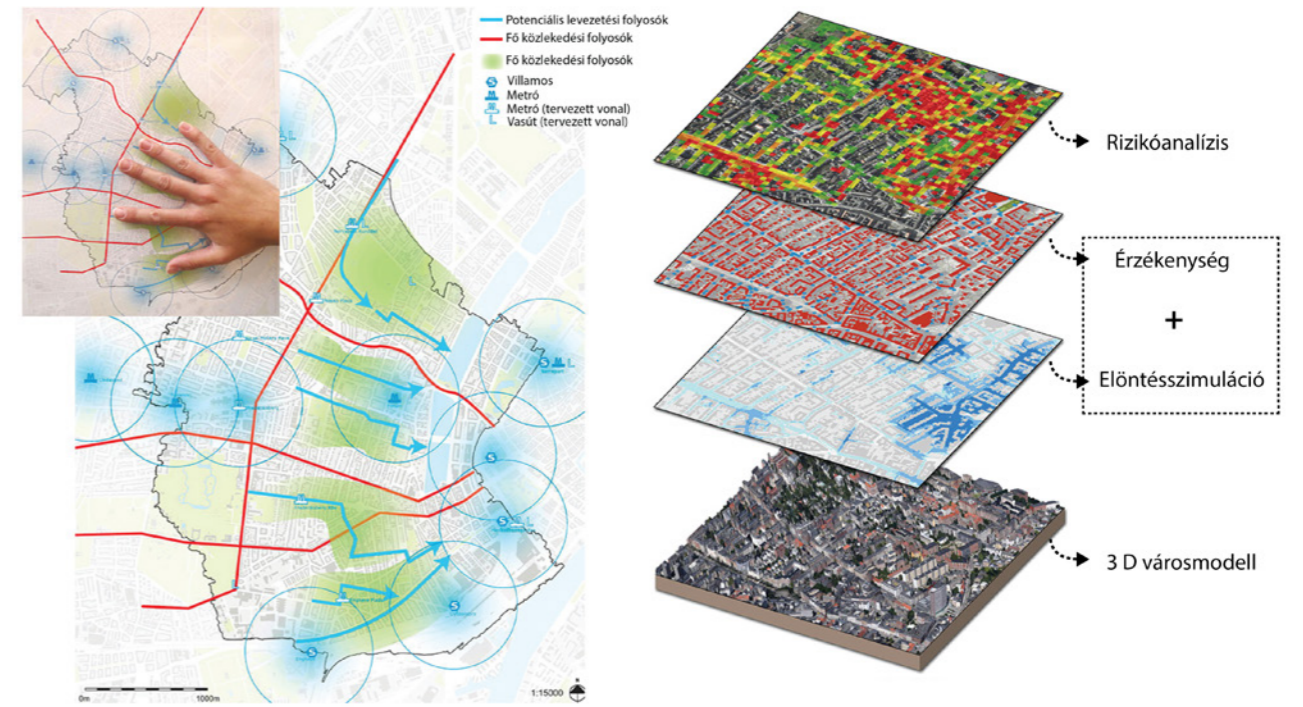 Potenciális levezetési folyosók
Fő közlekedési folyosók
Fő közlekedési folyosók
Villamos
Metró
Metró (tervezett vonal)
Vasút (tervezett vonal)
0m
1000m
1:15000
Rizikóanalízis
Érzékenység
+
Elöntésszimuláció
3 D városmodell